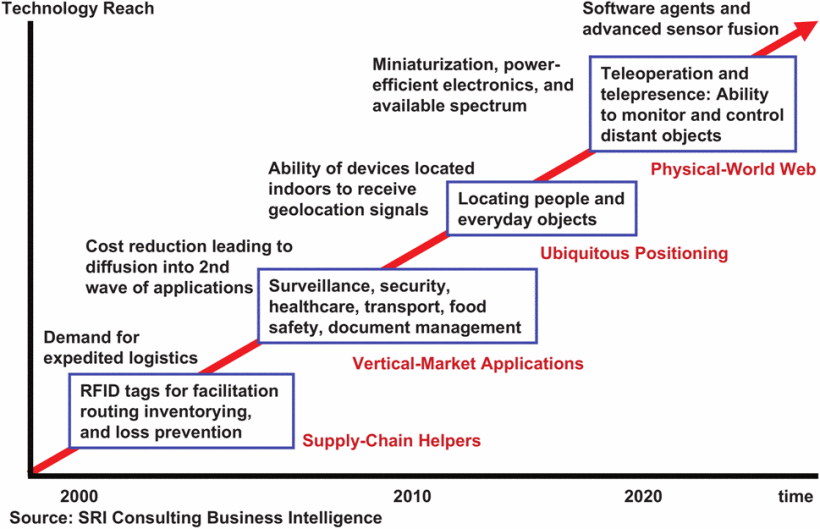 Technology Reach
Software agents and
advanced sensor fusion
Miniaturization, power-
efficient electronics, and
available spectrum
Teleoperation and
telepresence: Ability
to monitor and control
distant objects
Physical-World Web
Ability of devices located
indoors to receive
geolocation signals
Locating people and
everyday objects
Ubiquitous Positioning
Cost reduction leading to
diffusion into 2nd
wave of applications
Surveillance, security,
healthcare, transport, food
safety, document management
Vertical-Market Applications
Demand for
expedited logistics
RFID tags for facilitation
routing inventorying,
and loss prevention
Supply-Chain Helpers
2000 2010 2020 time
Source: SRI Consulting Business Intelligence